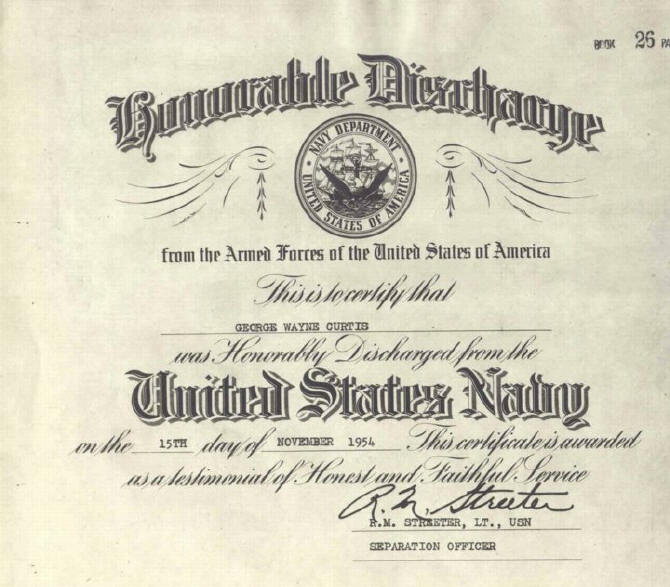 BOOK 26 PA
Honorable Discharge
NAVY DEPARTMENT
UNITED STATES OF AMERICA
from the Armed Forces of the United States of America
This is to certify that
GEORGE WAYNE CURTIS
was Honorably Discharged from the
United States Navy
on the 15TH day of NOVEMBER 1954 This certificate is awarded
as a testimonial of Honest and Faithful Service
R. M. Streeter
R.M. STREETER, LT., USN
SEPARATION OFFICER